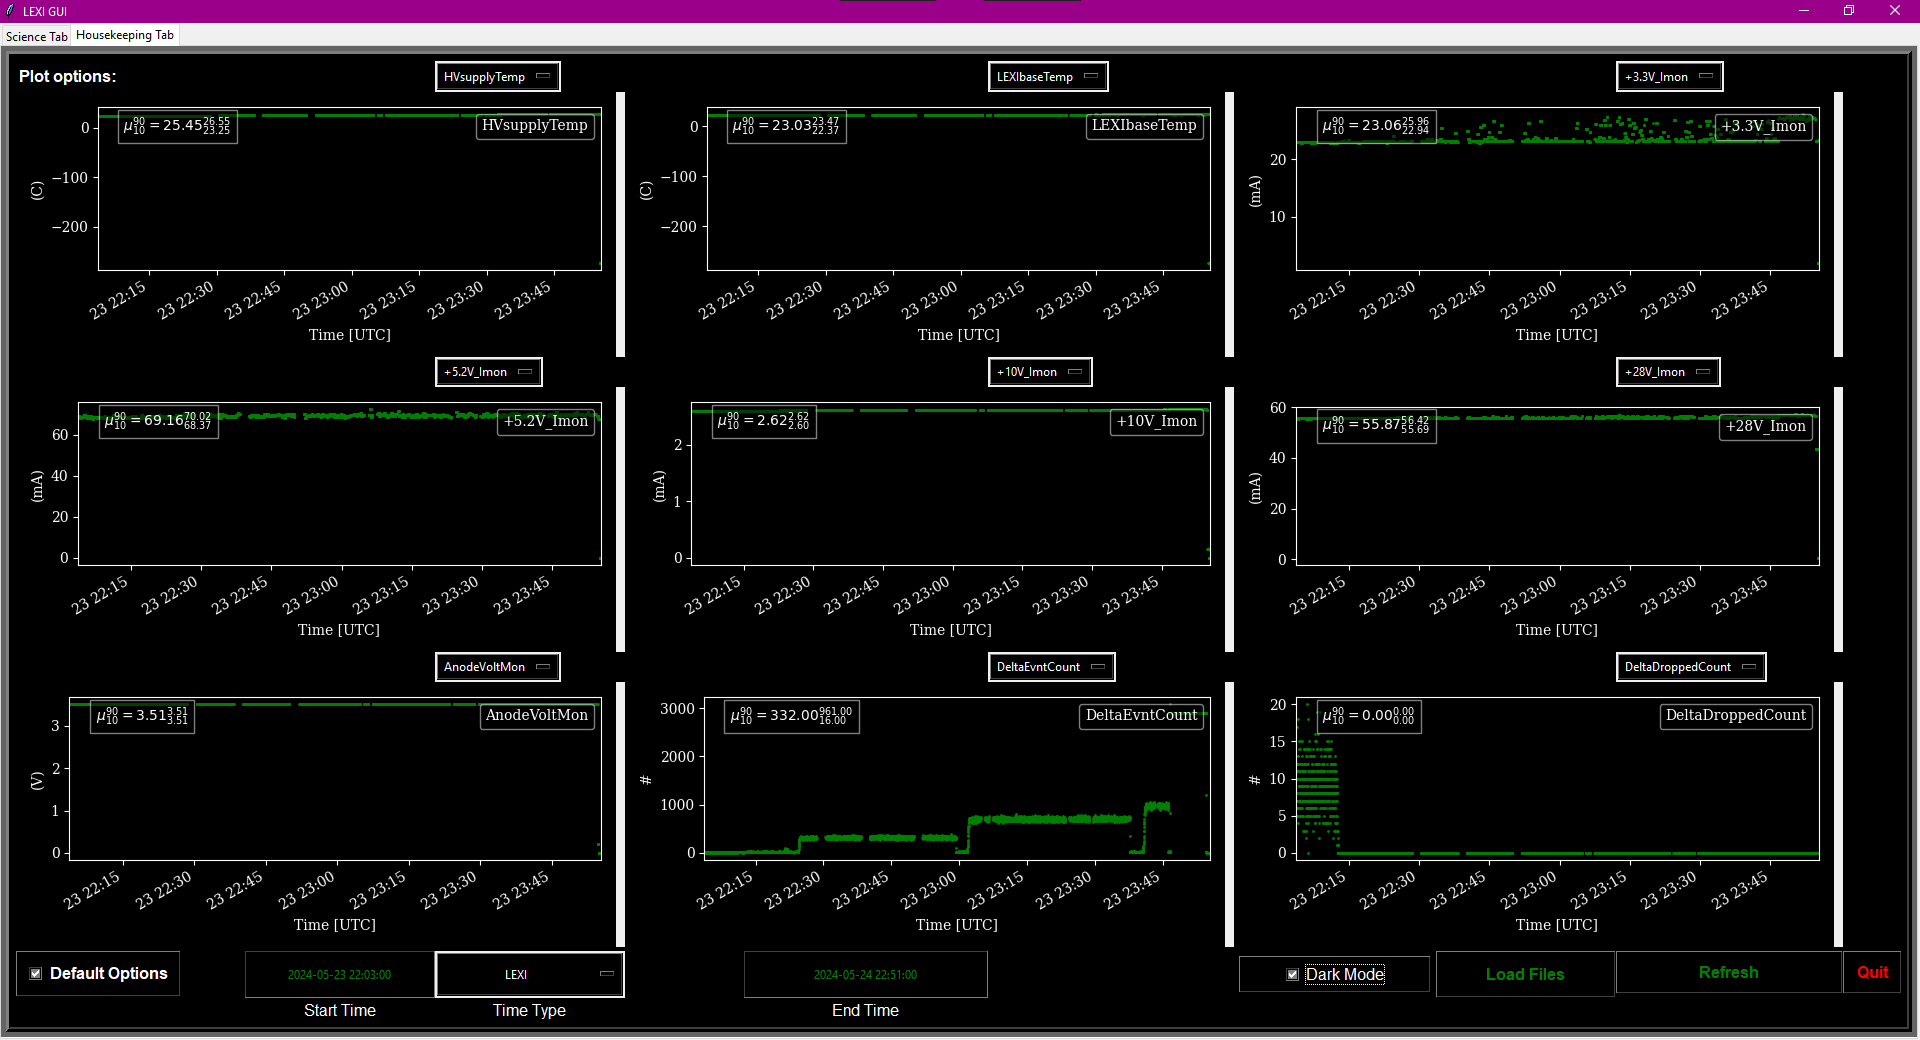 LEXI GUI
Science Tab Housekeeping Tab
Plot options:
HVsupplyTemp LEXIbaseTemp +3.3V_Imon
μ 90 10 = 25.45 26.55 23.25
HVsupplyTemp
0
−100
−200
(C)
23 22:15 23 22:30 23 22:45 23 23:00 23 23:15 23 23:30 23 23:45
Time [UTC]
μ 90 10 = 23.03 23.47 22.37
LEXIbaseTemp
0
−100
−200
(C)
23 22:15 23 22:30 23 22:45 23 23:00 23 23:15 23 23:30 23 23:45
Time [UTC]
μ 90 10 = 23.06 25.96 22.94
+3.3V_Imon
20
10
(mA)
23 22:15 23 22:30 23 22:45 23 23:00 23 23:15 23 23:30 23 23:45
Time [UTC]
+5.2V_Imon +10V_Imon +28V_Imon
μ 90 10 = 69.16 70.02 68.37
+5.2V_Imon
60
40
20
0
(mA)
23 22:15 23 22:30 23 22:45 23 23:00 23 23:15 23 23:30 23 23:45
Time [UTC]
μ 90 10 = 2.62 2.62 2.60
+10V_Imon
2
1
0
(mA)
23 22:15 23 22:30 23 22:45 23 23:00 23 23:15 23 23:30 23 23:45
Time [UTC]
μ 90 10 = 55.87 56.42 55.69
+28V_Imon
60
40
20
0
(mA)
23 22:15 23 22:30 23 22:45 23 23:00 23 23:15 23 23:30 23 23:45
Time [UTC]
AnodeVoltMon DeltaEvntCount DeltaDroppedCount
μ 90 10 = 3.51 3.51 3.51
AnodeVoltMon
3
2
1
0
(V)
23 22:15 23 22:30 23 22:45 23 23:00 23 23:15 23 23:30 23 23:45
Time [UTC]
μ 90 10 = 332.00 961.00 16.00
DeltaEvntCount
3000
2000
1000
0
#
23 22:15 23 22:30 23 22:45 23 23:00 23 23:15 23 23:30 23 23:45
Time [UTC]
μ 90 10 = 0.00 0.00 0.00
DeltaDroppedCount
20
15
10
5
0
#
23 22:15 23 22:30 23 22:45 23 23:00 23 23:15 23 23:30 23 23:45
Time [UTC]
Default Options 2024-05-23 22:03:00 LEXI 2024-05-24 22:51:00 Dark Mode Load Files Refresh Quit
Start Time Time Type End Time